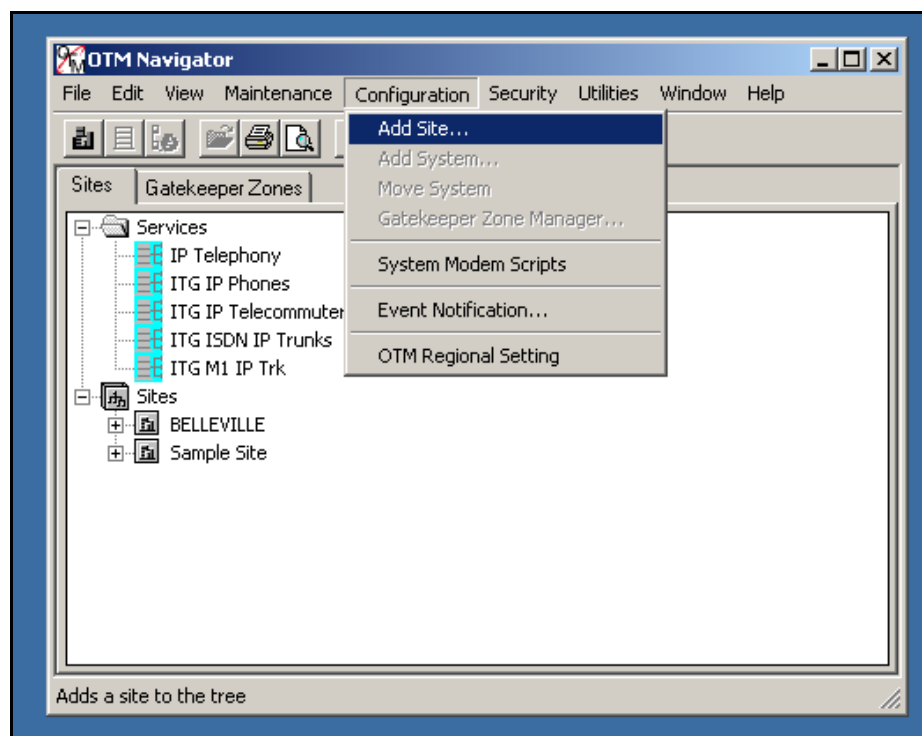 OTM Navigator
File Edit View Maintenance Configuration Security Utilities Window Help
Add Site...
Add System...
Move System
Gatekeeper Zone Manager...
System Modem Scripts
Event Notification...
OTM Regional Setting
Sites Gatekeeper Zones
Services
IP Telephony
ITG IP Phones
ITG IP Telecommuter
ITG ISDN IP Trunks
ITG M1 IP Trk
Sites
BELLEVILLE
Sample Site
Adds a site to the tree